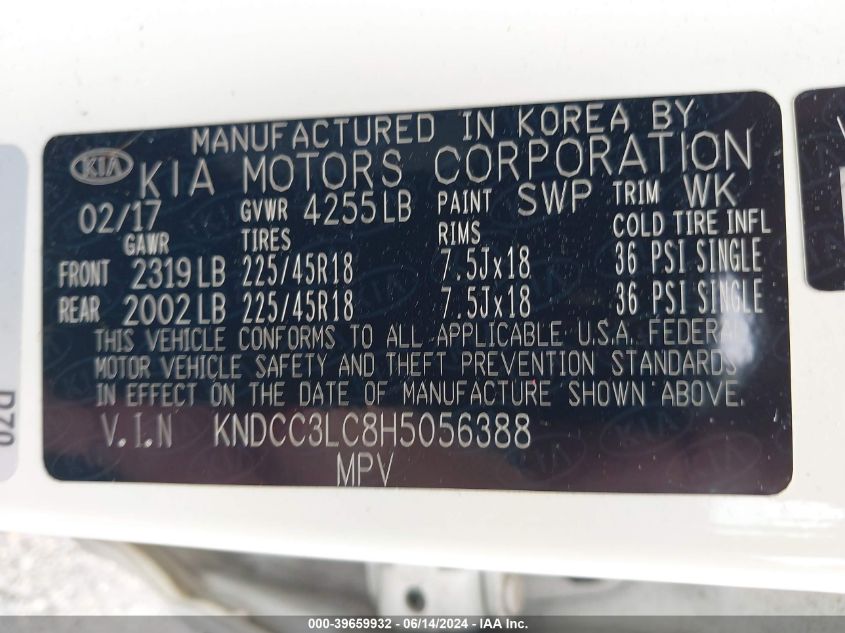 MANUFACTURED IN KOREA BY
KIA KIA MOTORS CORPORATION
02/17 GVWR 4255LB PAINT SWP TRIM WK
GAWR TIRES RIMS COLD TIRE INFL
FRONT 2319LB 225/45R18 7.5Jx18 36 PSI SINGLE
REAR 2002LB 225/45R18 7.5Jx18 36 PSI SINGLE
THIS VEHICLE CONFORMS TO ALL APPLICABLE U.S.A. FEDERAL
MOTOR VEHICLE SAFETY AND THEFT PREVENTION STANDARDS
IN EFFECT ON THE DATE OF MANUFACTURE SHOWN ABOVE.
V.I.N KNDCC3LC8H5056388
MPV
000-39659932 - 06/14/2024 - IAAI.com